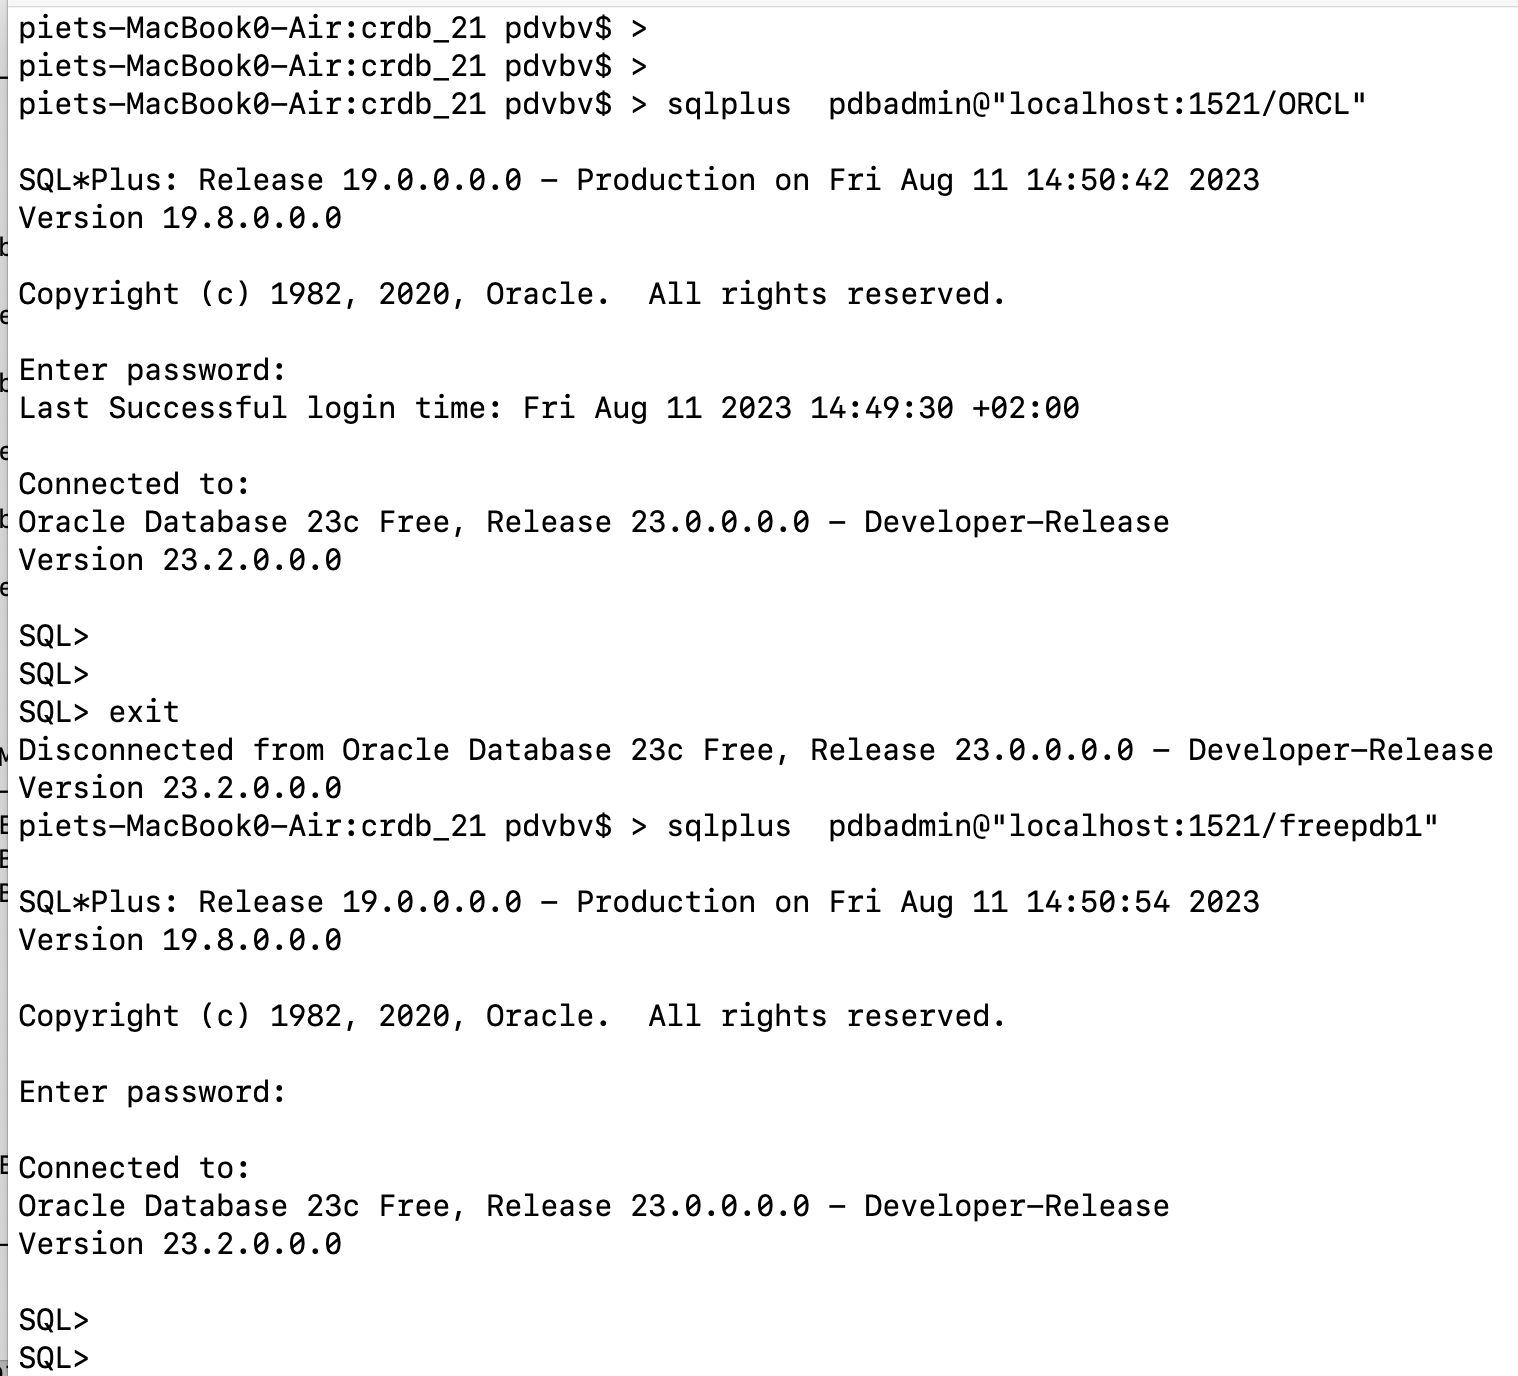 piets-MacBook0-Air:crdb_21 pdvbv$ >
piets-MacBook0-Air:crdb_21 pdvbv$ >
piets-MacBook0-Air:crdb_21 pdvbv$ > sqlplus  pdbadmin@"localhost:1521/ORCL"
SQL*Plus: Release 19.0.0.0.0 - Production on Fri Aug 11 14:50:42 2023
Version 19.8.0.0.0
Copyright (c) 1982, 2020, Oracle.  All rights reserved.
Enter password:
Last Successful login time: Fri Aug 11 2023 14:49:30 +02:00
Connected to:
Oracle Database 23c Free, Release 23.0.0.0.0 - Developer-Release
Version 23.2.0.0.0
SQL>
SQL>
SQL> exit
Disconnected from Oracle Database 23c Free, Release 23.0.0.0.0 - Developer-Release
Version 23.2.0.0.0
piets-MacBook0-Air:crdb_21 pdvbv$ > sqlplus  pdbadmin@"localhost:1521/freepdb1"
SQL*Plus: Release 19.0.0.0.0 - Production on Fri Aug 11 14:50:54 2023
Version 19.8.0.0.0
Copyright (c) 1982, 2020, Oracle.  All rights reserved.
Enter password:
Connected to:
Oracle Database 23c Free, Release 23.0.0.0.0 - Developer-Release
Version 23.2.0.0.0
SQL>
SQL>